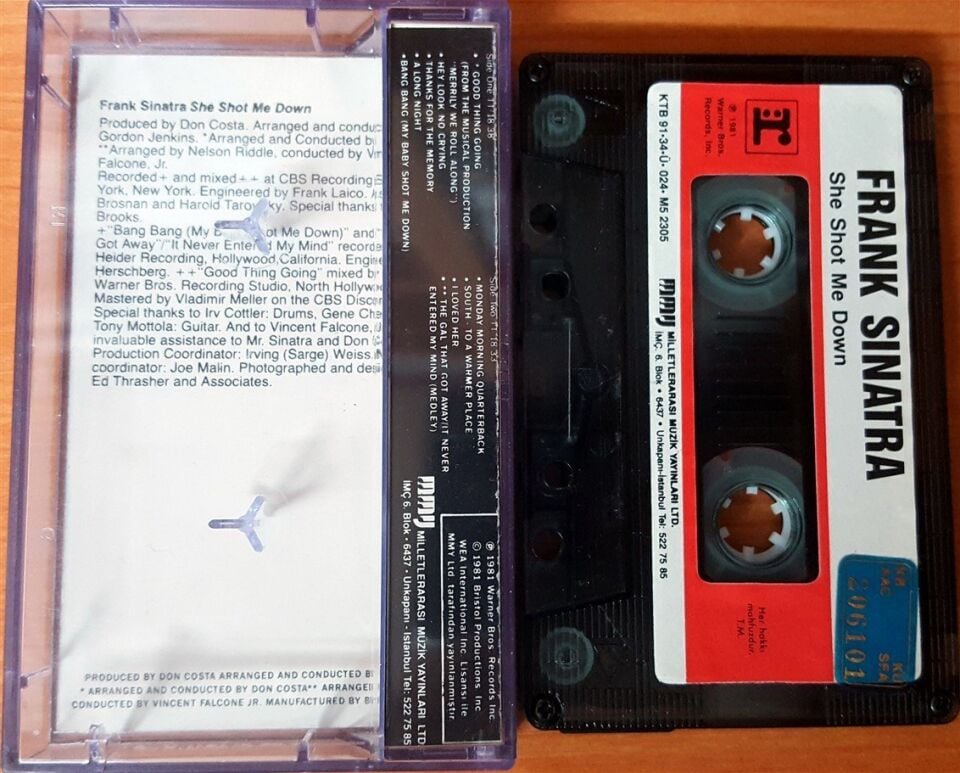 Frank Sinatra She Shot Me Down
Produced by Don Costa. Arranged and
Gordon Jenkins. *Arranged and Conducted
**Arranged by Nelson Riddle, conducted by
Falcone, Jr.
Recorded+ and mixed++ at CBS Recording
York, New York. Engineered by Frank Laico.
Brosnan and Harold Special thanks
Brooks.
+"Bang Bang (My Me Down)" and
Got Away"/"It Never My Mind"
Heider Recording, Hollywood, California.
Herschberg. ++"Good Thing Going" mixed
Warner Bros. Recording Studio, North
Mastered by Vladimir Meller on the CBS
Special thanks to Irv Cottler: Drums, Gene
Tony Mottola: Guitar. And to Vincent Falcone,
invaluable assistance to Mr. Sinatra and Don
Production Coordinator: Irving (Sarge) Weiss.
coordinator: Joe Malin. Photographed and
Ed Thrasher and Associates.
PRODUCED BY DON COSTA ARRANGED AND CONDUCTED
* ARRANGED AND CONDUCTED BY DON COSTA** ARRANGED
CONDUCTED BY VINCENT FALCONE JR. MANUFACTURED
Side One
• * GOOD THING GOING
(FROM THE MUSICAL PRODUCTION
"MERRILY WE ROLL ALONG")
• HEY LOOK NO CRYING
• THANKS FOR THE MEMORY
• A LONG NIGHT
• BANG BANG (MY BABY SHOT ME DOWN)
Side Two
• MONDAY MORNING QUARTERBACK
• SOUTH - TO A WARMER PLACE
• I LOVED HER
• ** THE GAL THAT GOT AWAY/IT NEVER
ENTERED MY MIND (MEDLEY)
℗ 1981 Warner Bros. Records Inc.
© 1981 Bristol Productions Inc
WEA International Inc. Lisansı ile
MMY Ltd. tarafından yayınlanmıştır
mmy MİLLETLERARASI MÜZİK YAYINLARI LTD
İMÇ 6. Blok • 6437 • Unkapanı - İstanbul Tel: 522 75 85
FRANK SINATRA
She Shot Me Down
r
℗ 1981
Warner Bros.
Records, Inc.
KTB 91-34-Ü- 024- M5 2305
mmy MİLLETLERARASI MÜZİK YAYINLARI LTD.
İMÇ. 6. Blok • 6437 • Unkapanı-İstanbul Tel: 522 75 85
Her hakkı
mahfuzdur.
T.M.
206101